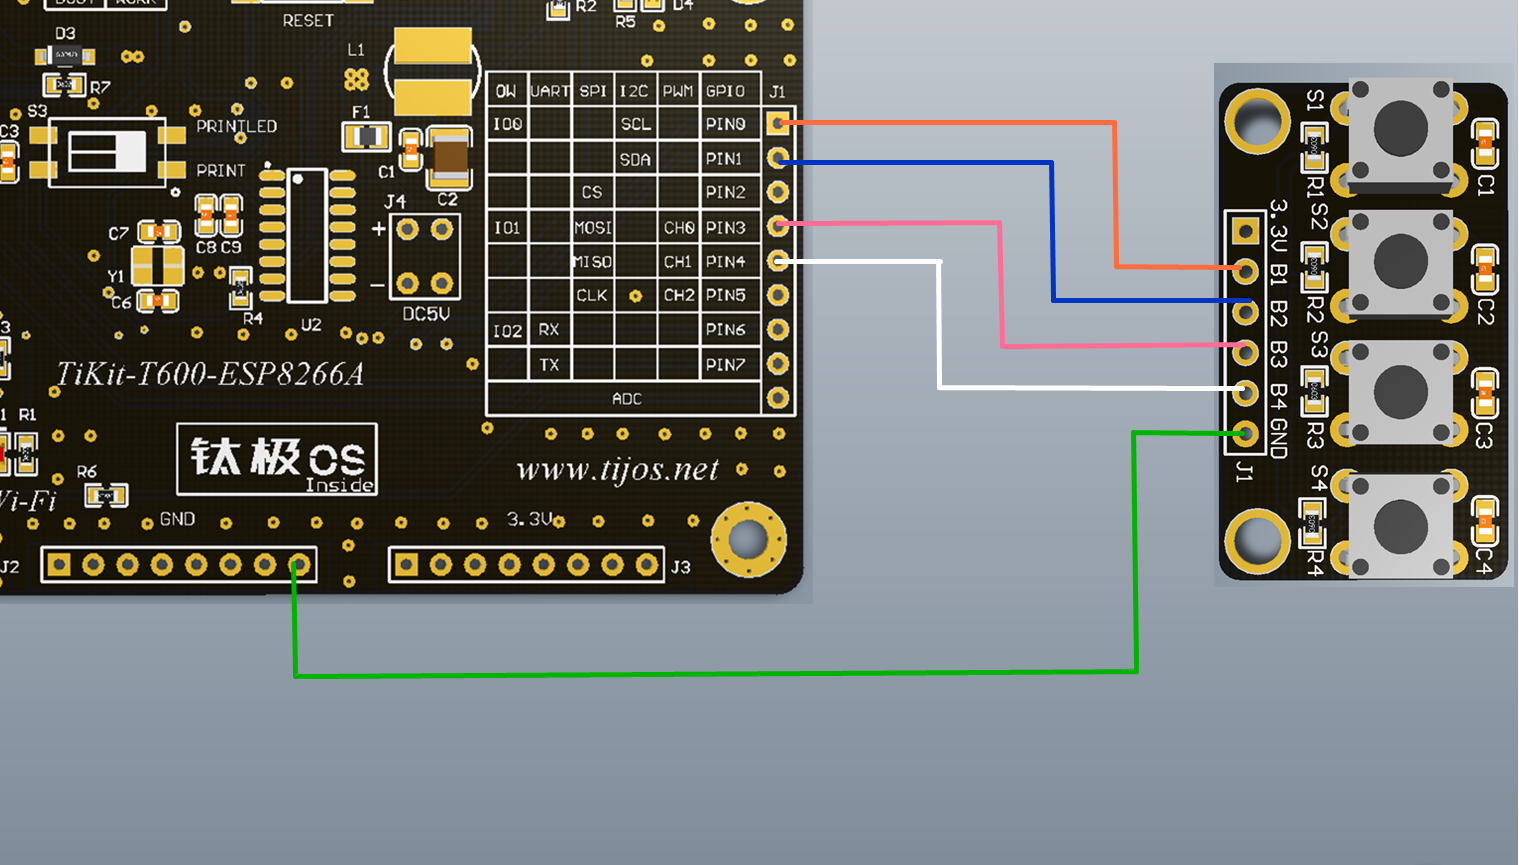 RESET
R2
R5
D4
D3
R7
L1
S3
PRINTLED
PRINT
F1
C3
C1
C2
J4
+
−
DC5V
C7
C8 C9
Y1
C6
R4
U2
OW UART SPI I2C PWM GPIO J1
IO0 SCL PIN0
SDA PIN1
CS PIN2
IO1 MOSI CH0 PIN3
MISO CH1 PIN4
CLK CH2 PIN5
IO2 RX PIN6
TX PIN7
ADC
TiKit-T600-ESP8266A
R1
钛极OS
Inside
www.tijos.net
R6
Wi-Fi
GND
3.3V
J2
J3
S1
R1
C1
S2
R2
C2
S3
R3
C3
S4
R4
C4
3.3V
B1
B2
B3
B4
GND
J1